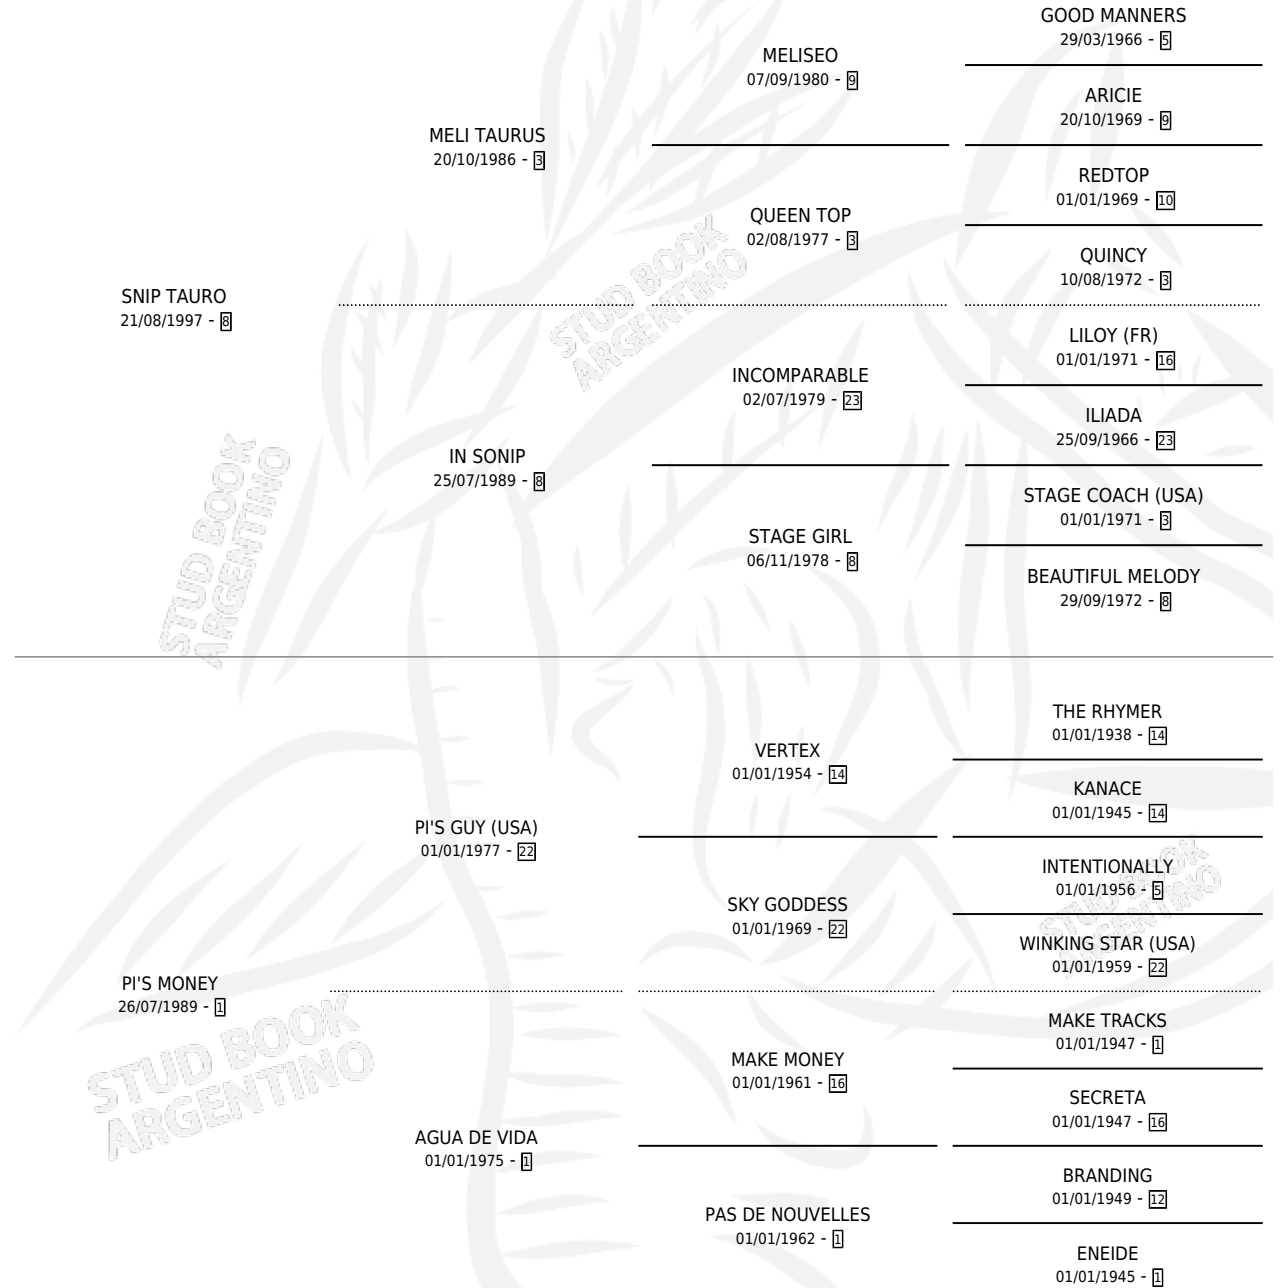 GOOD MANNERS
29/03/1966 - 5
MELISEO
07/09/1980 - 9
ARICIE
20/10/1969 - 9
MELI TAURUS
20/10/1986 - 3
REDTOP
01/01/1969 - 10
QUEEN TOP
02/08/1977 - 3
QUINCY
10/08/1972 - 3
SNIP TAURO
21/08/1997 - 8
STUD BOOK
ARGENTINO
LILOY (FR)
01/01/1971 - 16
INCOMPARABLE
02/07/1979 - 23
ILIADA
25/09/1966 - 23
IN SONIP
25/07/1989 - 8
STAGE COACH (USA)
01/01/1971 - 3
STAGE GIRL
06/11/1978 - 8
BEAUTIFUL MELODY
29/09/1972 - 8
STUD BOOK
ARGENTINO
THE RHYMER
01/01/1938 - 14
VERTEX
01/01/1954 - 14
KANACE
01/01/1945 - 14
PI'S GUY (USA)
01/01/1977 - 22
INTENTIONALLY
01/01/1956 - 5
SKY GODDESS
01/01/1969 - 22
WINKING STAR (USA)
01/01/1959 - 22
STUD BOOK
ARGENTINO
PI'S MONEY
26/07/1989 - 1
MAKE TRACKS
01/01/1947 - 1
MAKE MONEY
01/01/1961 - 16
SECRETA
01/01/1947 - 16
STUD BOOK
ARGENTINO
AGUA DE VIDA
01/01/1975 - 1
BRANDING
01/01/1949 - 12
PAS DE NOUVELLES
01/01/1962 - 1
ENEIDE
01/01/1945 - 1